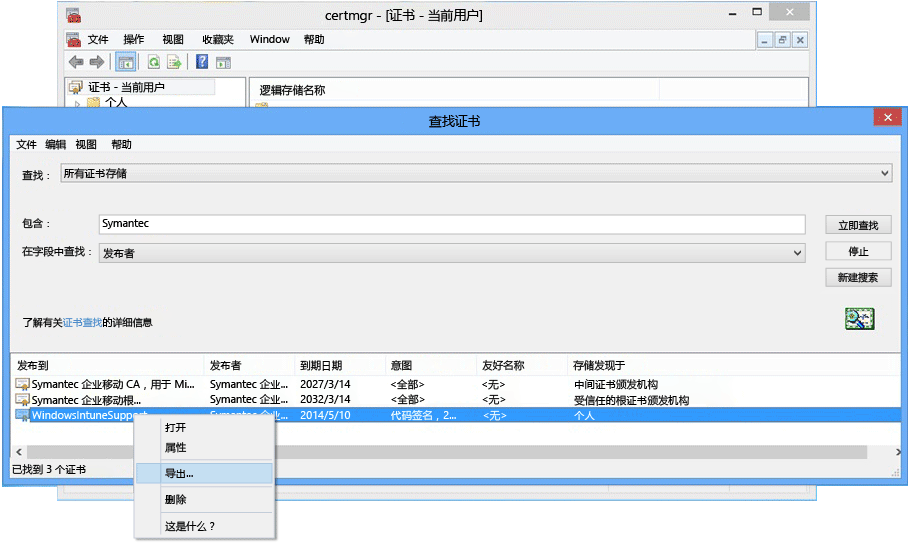 certmgr - [证书 - 当前用户]
文件 操作 视图 收藏夹 Window 帮助
证书 - 当前用户
个人
逻辑存储名称
查找证书
文件 编辑 视图 帮助
查找： 所有证书存储
包含： Symantec
立即查找
在字段中查找： 发布者
停止
新建搜索
了解有关证书查找的详细信息
发布到 发布者 到期日期 意图 友好名称 存储发现于
Symantec 企业移动 CA，用于 Mi... Symantec 企业... 2027/3/14 <全部> <无> 中间证书颁发机构
Symantec 企业移动根... Symantec 企业... 2032/3/14 <全部> <无> 受信任的根证书颁发机构
WindowsIntuneSupport Symantec 企业... 2014/5/10 代码签名，2... <无> 个人
打开
属性
导出...
删除
这是什么？
已找到 3 个证书